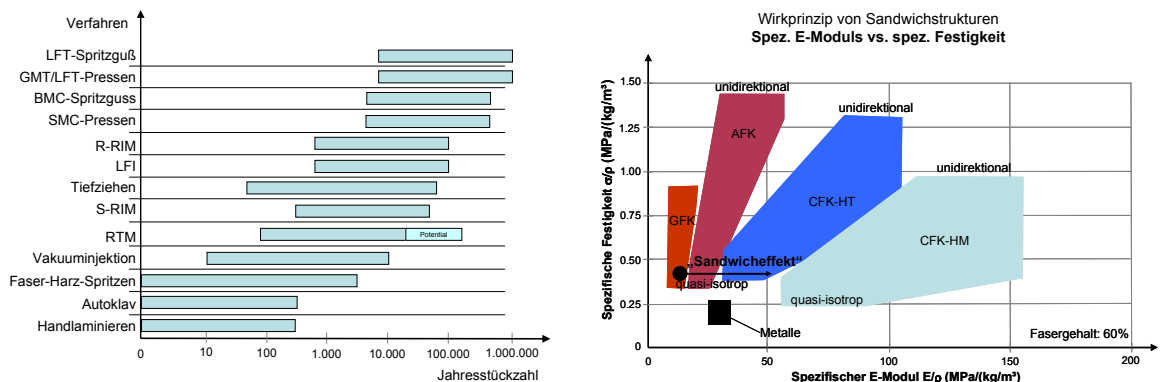 Verfahren
LFT-Spritzguß
GMT/LFT-Pressen
BMC-Spritzguss
SMC-Pressen
R-RIM
LFI
Tiefziehen
S-RIM
RTM
Potential
Vakuuminjektion
Faser-Harz-Spritzen
Autoklav
Handlaminieren
0 10 100 1.000 10.000 100.000 1.000.000
Jahresstückzahl
Wirkprinzip von Sandwichstrukturen
Spez. E-Moduls vs. spez. Festigkeit
Spezifische Festigkeit σ/ρ (MPa/(kg/m³)
1.50
unidirektional
1.25
unidirektional
AFK
1.00
unidirektional
0.75
GFK
CFK-HT
CFK-HM
0.50
„Sandwicheffekt“
quasi-isotrop
0.25
quasi-isotrop
Metalle
Fasergehalt: 60%
0
0 50 100 150 200
Spezifischer E-Modul E/ρ (MPa/(kg/m³)